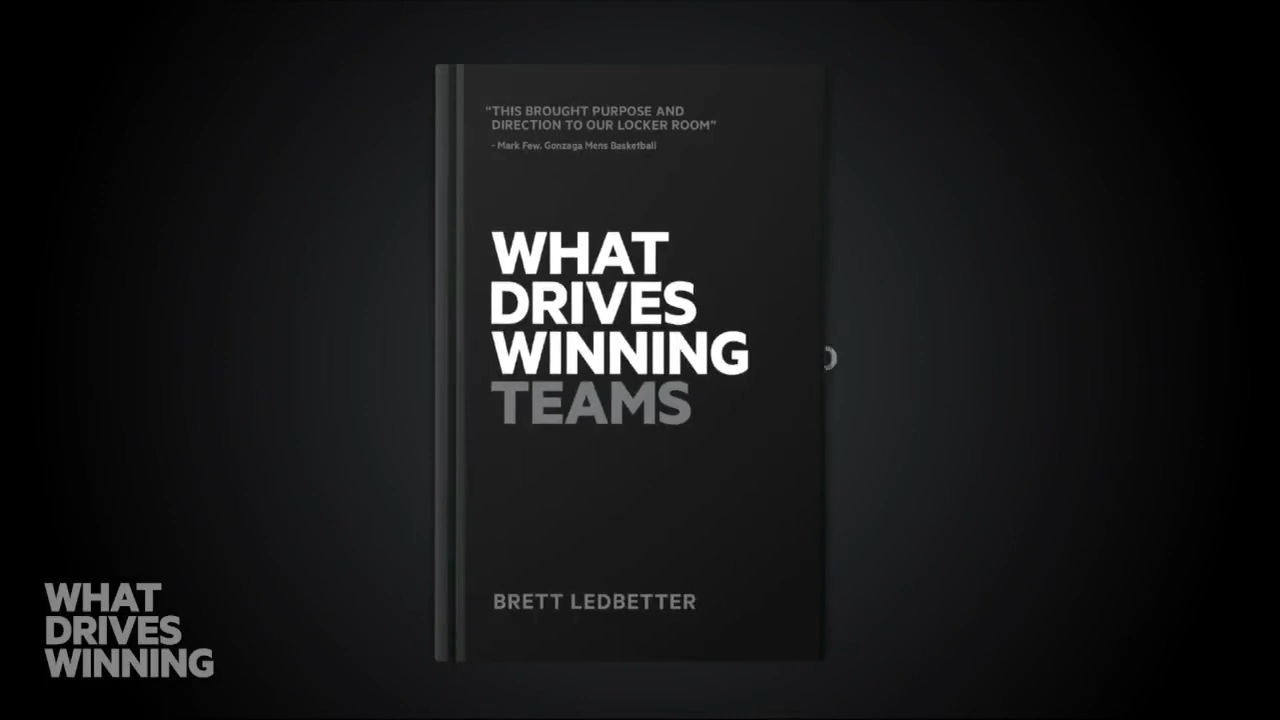 "THIS BROUGHT PURPOSE AND
DIRECTION TO OUR LOCKER ROOM"
- Mark Few, Gonzaga Mens Basketball
WHAT
DRIVES
WINNING
TEAMS
BRETT LEDBETTER
WHAT
DRIVES
WINNING